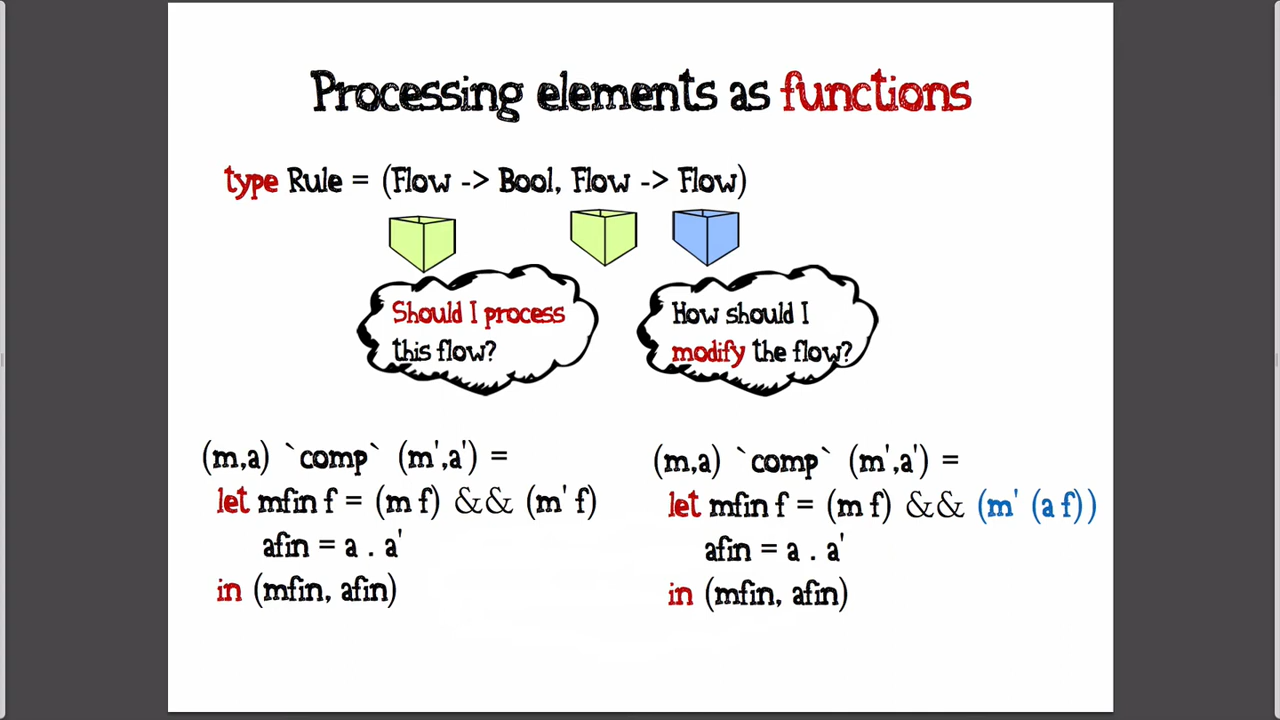 Processing elements as functions
type Rule = (Flow -> Bool, Flow -> Flow)
Should I process
this flow?
How should I
modify the flow?
(m,a) `comp` (m',a') =
let mfin f = (m f) && (m' f)
afin = a . a'
in (mfin, afin)
(m,a) `comp` (m',a') =
let mfin f = (m f) && (m' (a f))
afin = a . a'
in (mfin, afin)